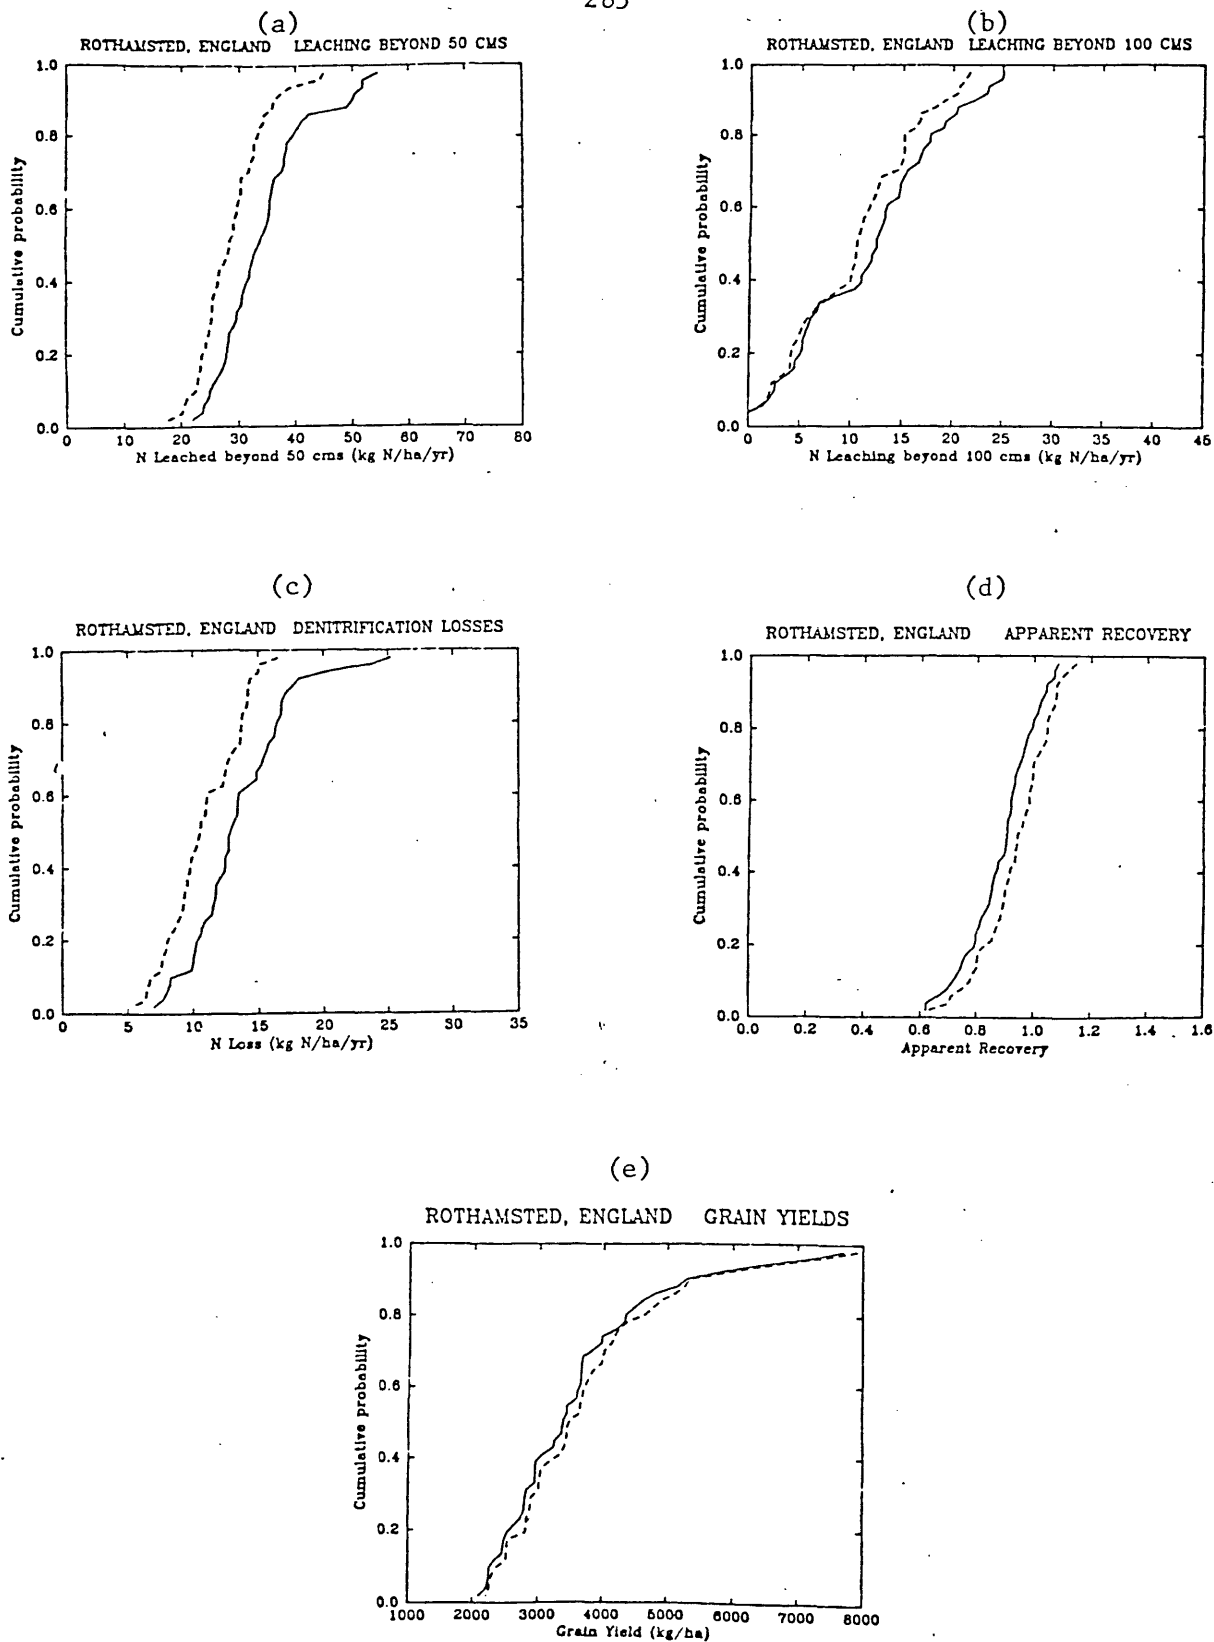 285
(a)
ROTHAMSTED, ENGLAND LEACHING BEYOND 50 CMS
1.0
0.8
0.6
0.4
0.2
0.0
Cumulative probability
0 10 20 30 40 50 60 70 80
N Leached beyond 50 cms (kg N/ha/yr)
(b)
ROTHAMSTED, ENGLAND LEACHING BEYOND 100 CMS
1.0
0.8
0.6
0.4
0.2
0.0
Cumulative probability
0 5 10 15 20 25 30 35 40 45
N Leaching beyond 100 cms (kg N/ha/yr)
(c)
ROTHAMSTED, ENGLAND DENITRIFICATION LOSSES
1.0
0.8
0.6
0.4
0.2
0.0
Cumulative probability
0 5 10 15 20 25 30 35
N Loss (kg N/ha/yr)
(d)
ROTHAMSTED, ENGLAND APPARENT RECOVERY
1.0
0.8
0.6
0.4
0.2
0.0
Cumulative probability
0.0 0.2 0.4 0.6 0.8 1.0 1.2 1.4 1.6
Apparent Recovery
(e)
ROTHAMSTED, ENGLAND GRAIN YIELDS
1.0
0.8
0.6
0.4
0.2
0.0
Cumulative probability
1000 2000 3000 4000 5000 6000 7000 8000
Grain Yield (kg/ha)